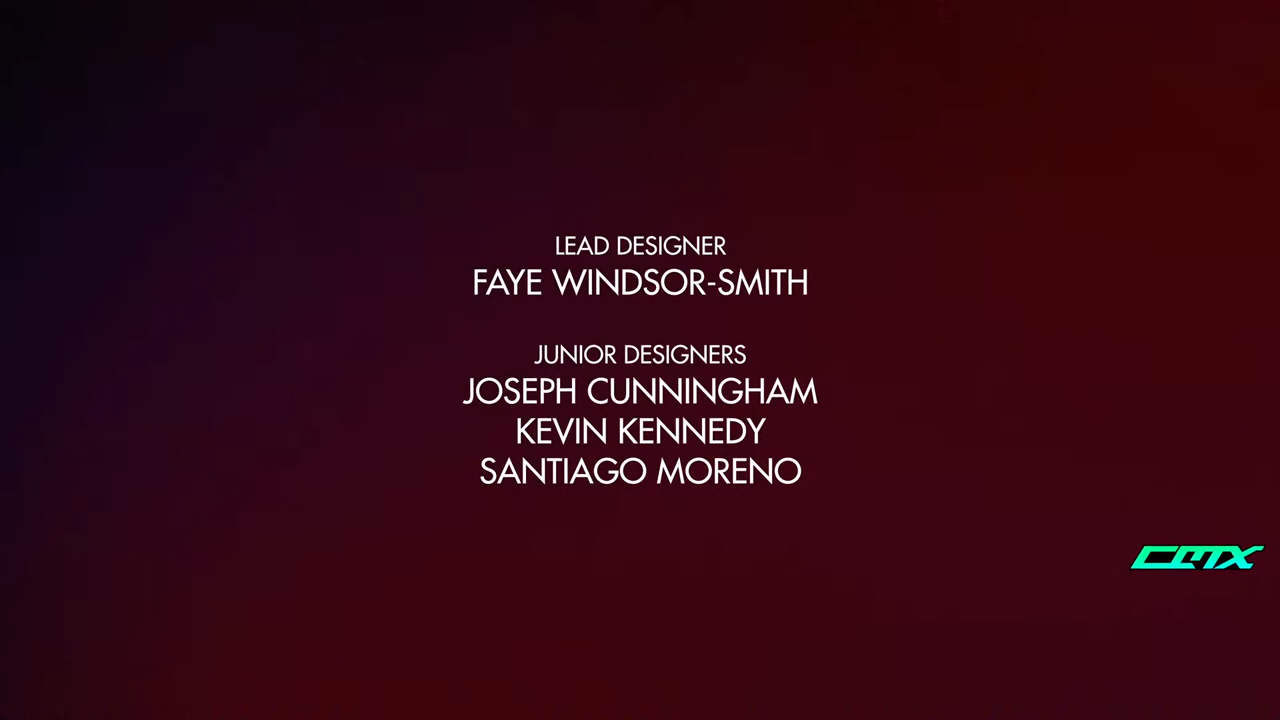 LEAD DESIGNER
FAYE WINDSOR-SMITH
JUNIOR DESIGNERS
JOSEPH CUNNINGHAM
KEVIN KENNEDY
SANTIAGO MORENO
CMX